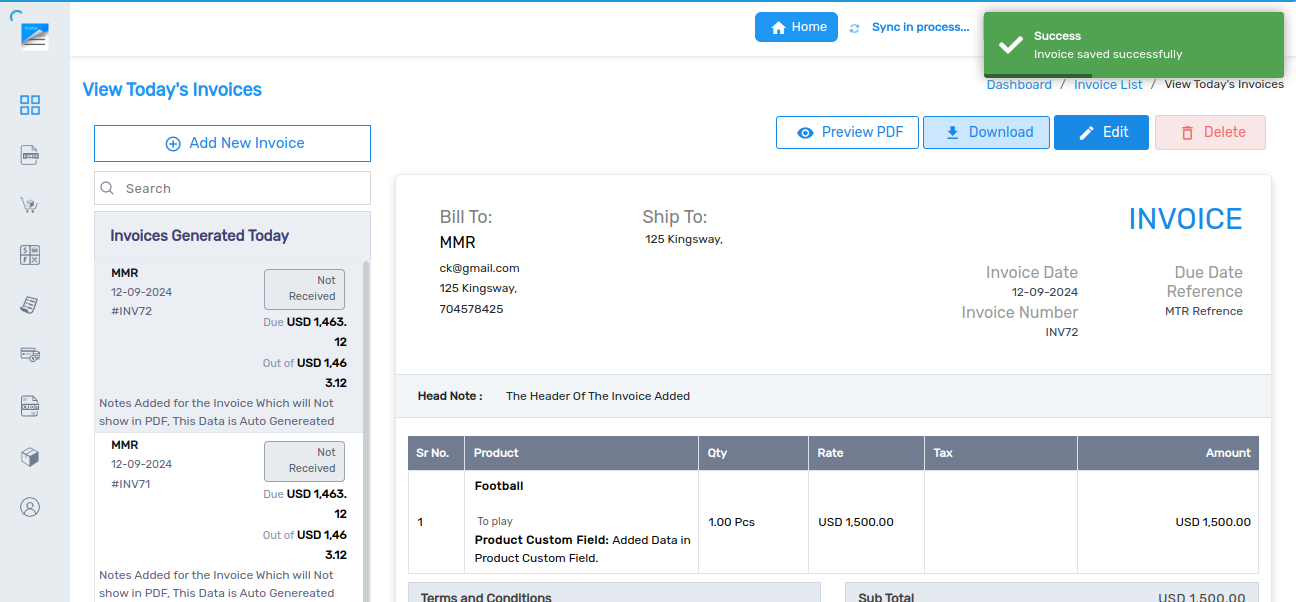 Home
Sync in process...
Success
Invoice saved successfully
View Today's Invoices
Dashboard / Invoice List / View Today's Invoices
Add New Invoice
Preview PDF
Download
Edit
Delete
Search
Invoices Generated Today
MMR
12-09-2024
#INV72
Not
Received
Due USD 1,463.
12
Out of USD 1,46
3.12
Notes Added for the Invoice Which will Not
show in PDF, This Data is Auto Genereated
MMR
12-09-2024
#INV71
Not
Received
Due USD 1,463.
12
Out of USD 1,46
3.12
Notes Added for the Invoice Which will Not
show in PDF, This Data is Auto Genereated
Bill To:
MMR
ck@gmail.com
125 Kingsway,
704578425
Ship To:
125 Kingsway,
INVOICE
Invoice Date
12-09-2024
Invoice Number
INV72
Due Date
Reference
MTR Refrence
Head Note : The Header Of The Invoice Added
Sr No. Product Qty Rate Tax Amount
Football
To play
1 1.00 Pcs USD 1,500.00 USD 1,500.00
Product Custom Field: Added Data in
Product Custom Field.
Terms and Conditions
Sub Total USD 1,500.00